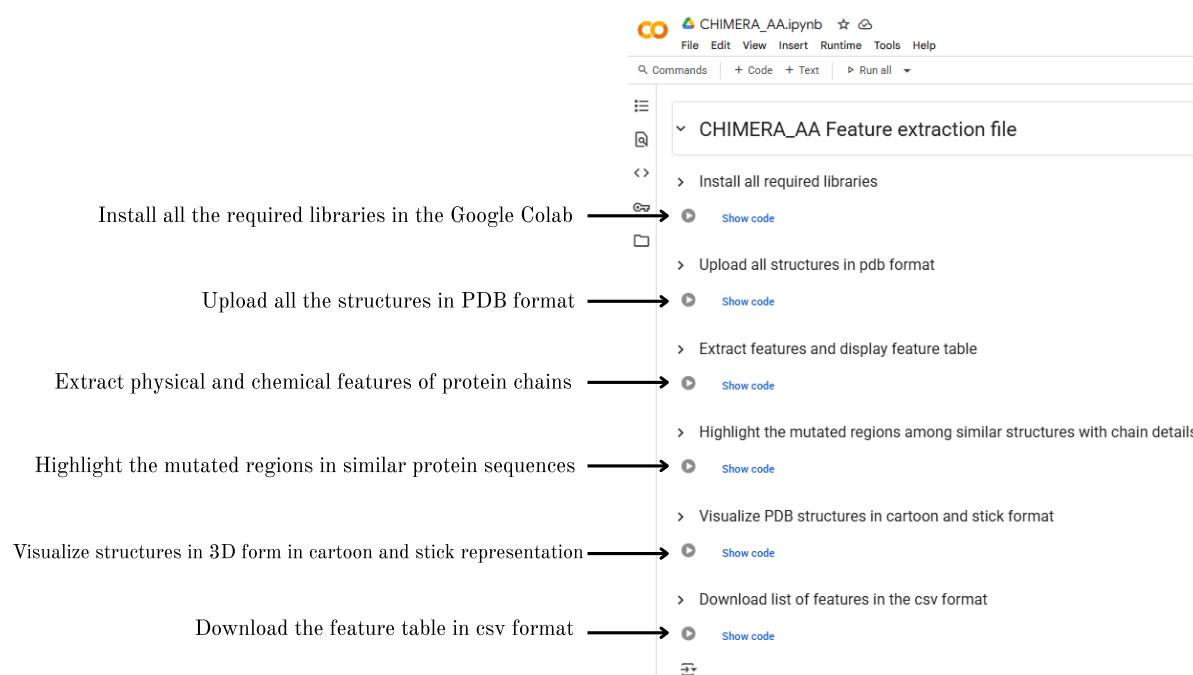 CHIMERA_AA.ipynb
File Edit View Insert Runtime Tools Help
Commands + Code + Text Run all
CHIMERA_AA Feature extraction file
Install all required libraries
Install all the required libraries in the Google Colab
Show code
Upload all structures in pdb format
Upload all the structures in PDB format
Show code
Extract features and display feature table
Extract physical and chemical features of protein chains
Show code
Highlight the mutated regions among similar structures with chain details
Highlight the mutated regions in similar protein sequences
Show code
Visualize PDB structures in cartoon and stick format
Visualize structures in 3D form in cartoon and stick representation
Show code
Download list of features in the csv format
Download the feature table in csv format
Show code